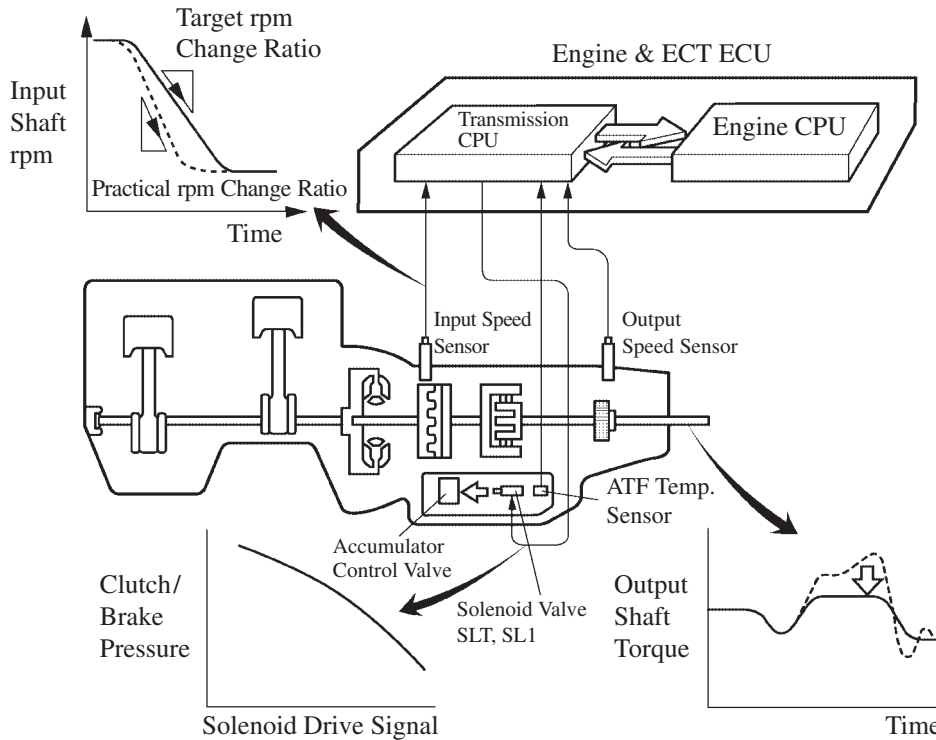 Target rpm
Change Ratio
Input
Shaft
rpm
Practical rpm Change Ratio
Time
Engine & ECT ECU
Transmission
CPU
Engine CPU
Input Speed
Sensor
Output
Speed Sensor
ATF Temp.
Sensor
Accumulator
Control Valve
Solenoid Valve
SLT, SL1
Clutch/
Brake
Pressure
Solenoid Drive Signal
Output
Shaft
Torque
Time